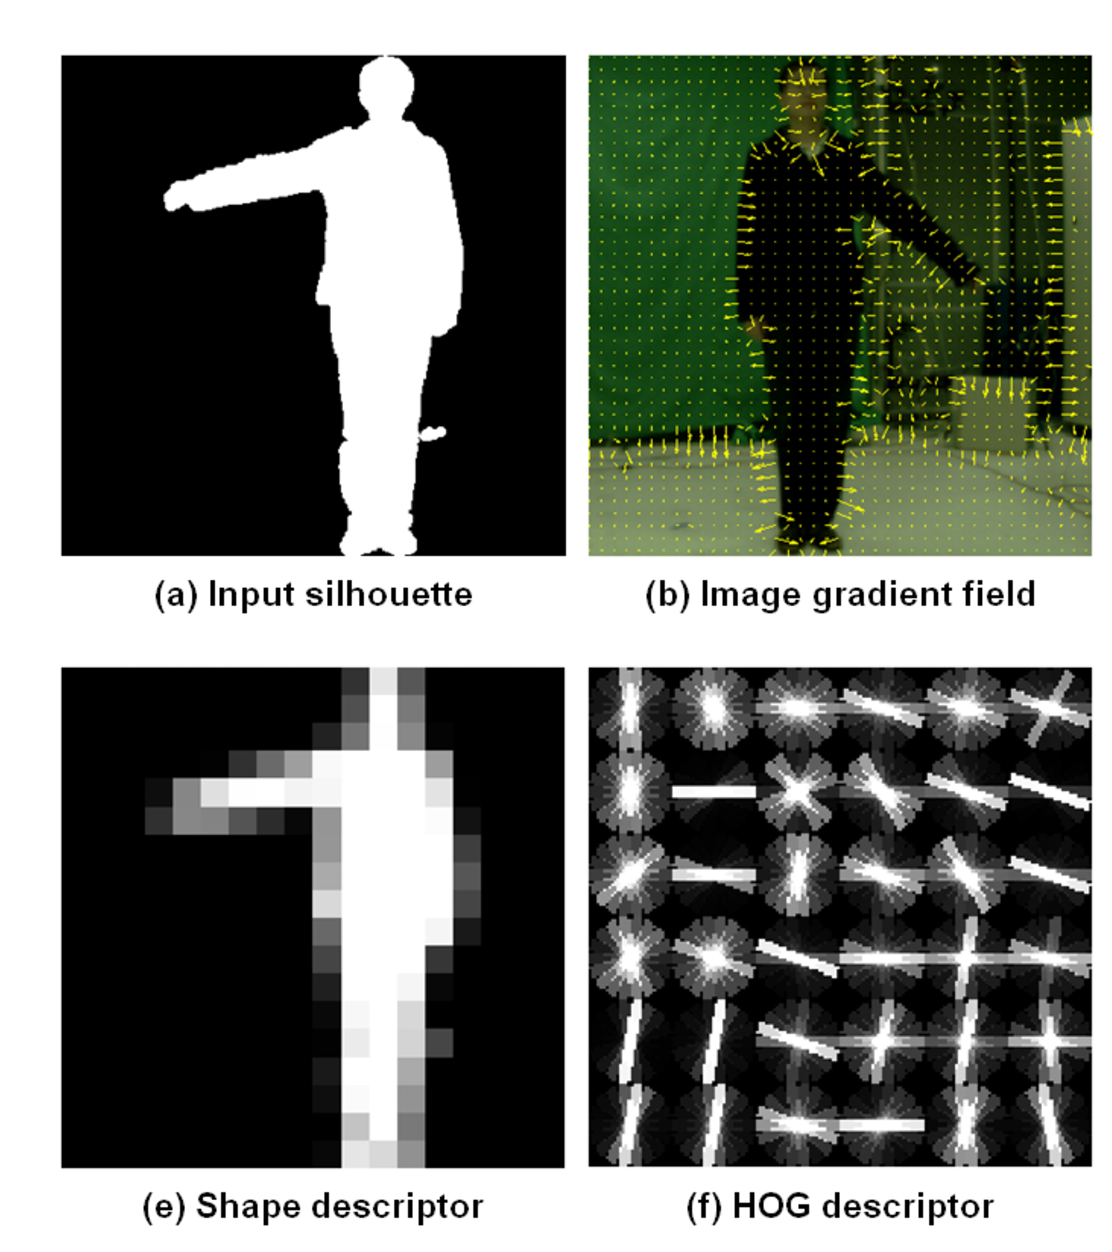 (a) Input silhouette
(b) Image gradient field
(e) Shape descriptor
(f) HOG descriptor